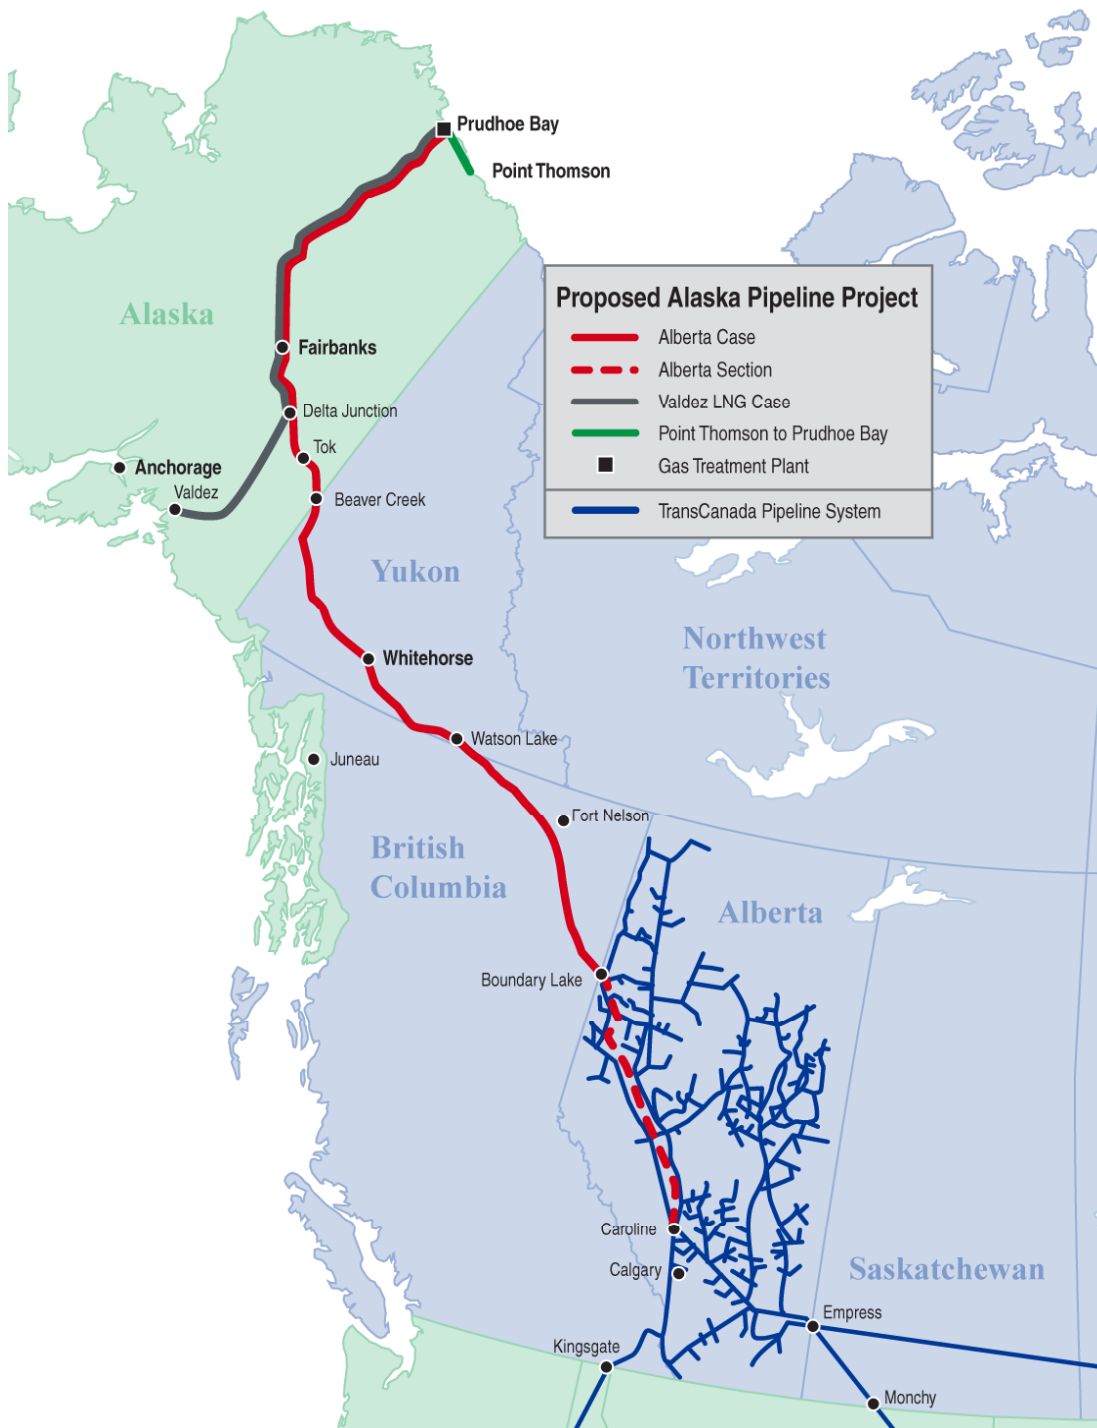 Prudhoe Bay
Point Thomson
Proposed Alaska Pipeline Project
Alberta Case
Alberta Section
Valdez LNG Case
Point Thomson to Prudhoe Bay
Gas Treatment Plant
TransCanada Pipeline System
Alaska
Fairbanks
Delta Junction
Tok
Anchorage
Valdez
Beaver Creek
Yukon
Northwest
Territories
Whitehorse
Watson Lake
Juneau
Fort Nelson
British
Columbia
Alberta
Boundary Lake
Caroline
Calgary
Saskatchewan
Empress
Kingsgate
Monchy